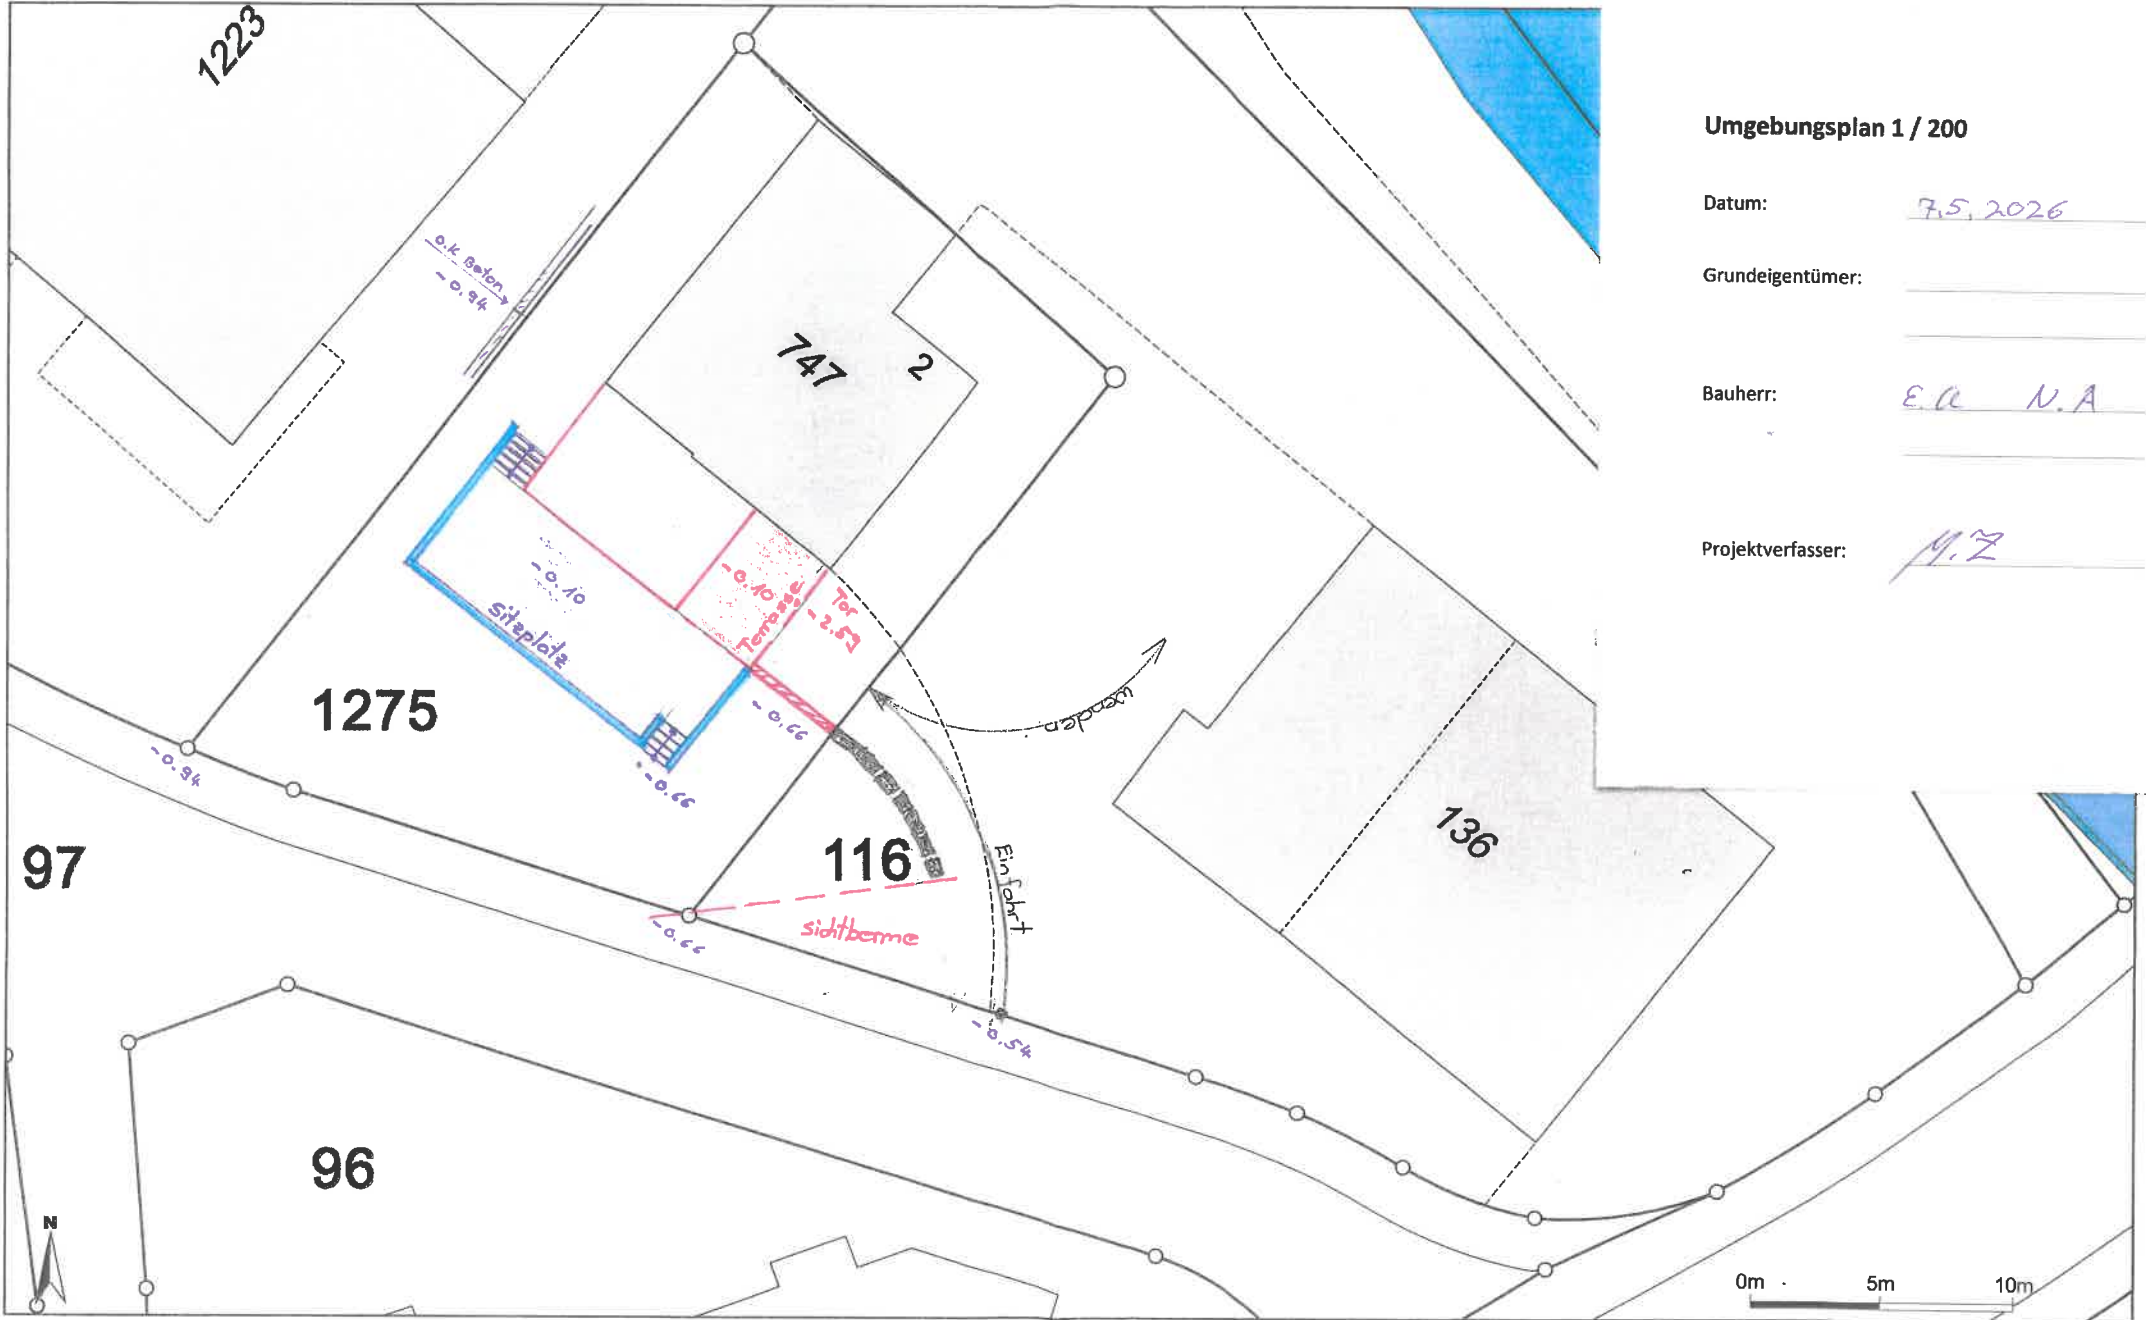 1223
Umgebungsplan 1 / 200
Datum: 7.5.2026
Grundeigentümer:
Bauherr: E.A N.A
Projektverfasser: M.Z
o.k Beton
-0.94
747
2
-0.10
Sitzplatz
-0.10
Terrasse
Tor
-2.59
1275
-0.94
-0.66
-0.66
wenden
Einfahrt
97
116
136
sichtberme
-0.66
-0.54
96
N
0m 5m 10m